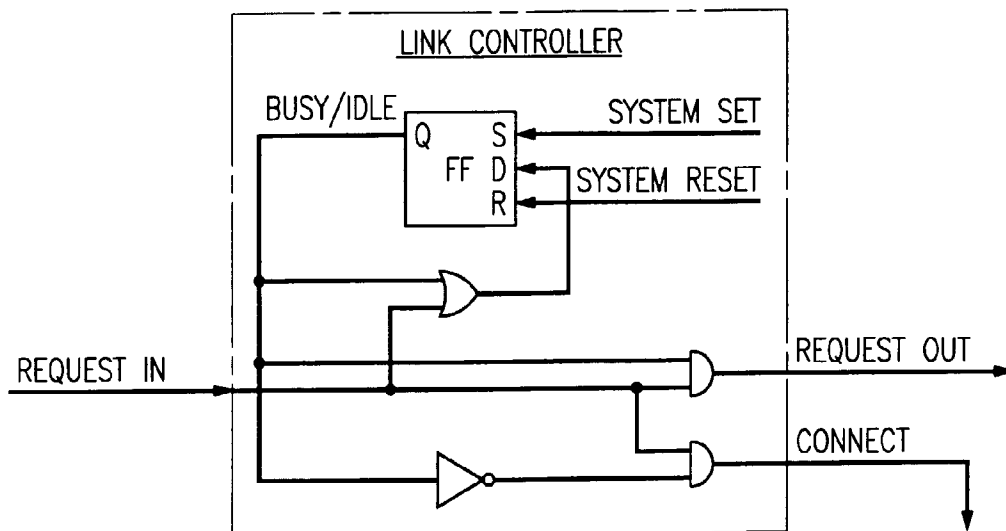 LINK CONTROLLER
BUSY/IDLE
SYSTEM SET
Q
S
FF
D
SYSTEM RESET
R
REQUEST IN
REQUEST OUT
CONNECT